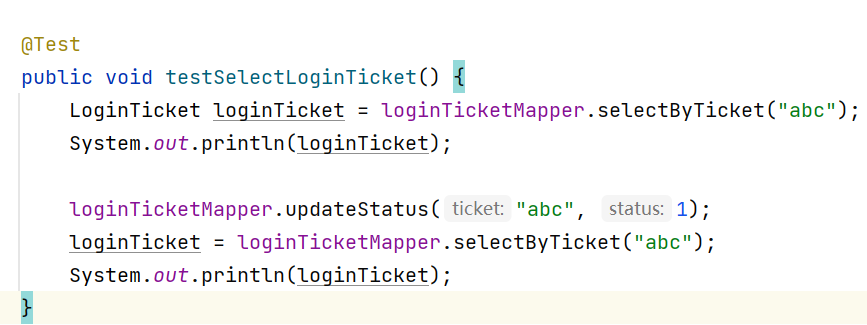 @Test
public void testSelectLoginTicket() {
    LoginTicket loginTicket = loginTicketMapper.selectByTicket("abc");
    System.out.println(loginTicket);
    loginTicketMapper.updateStatus( ticket: "abc", status: 1);
    loginTicket = loginTicketMapper.selectByTicket("abc");
    System.out.println(loginTicket);
}